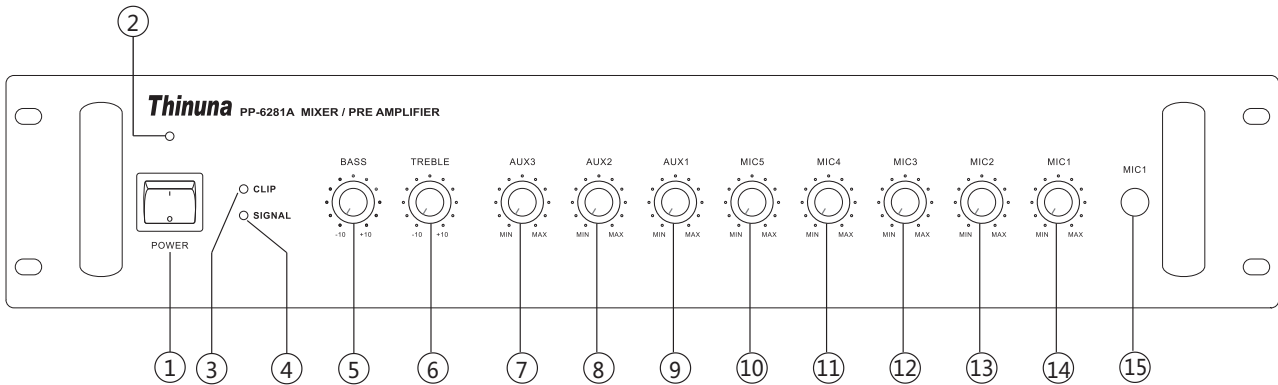 ②
Thinuna PP-6281A MIXER / PRE AMPLIFIER
BASS TREBLE AUX3 AUX2 AUX1 MIC5 MIC4 MIC3 MIC2 MIC1 MIC1
CLIP
SIGNAL
I
O
-10 +10 -10 +10 MIN MAX MIN MAX MIN MAX MIN MAX MIN MAX MIN MAX MIN MAX MIN MAX
POWER
① ③ ④ ⑤ ⑥ ⑦ ⑧ ⑨ ⑩ ⑪ ⑫ ⑬ ⑭ ⑮